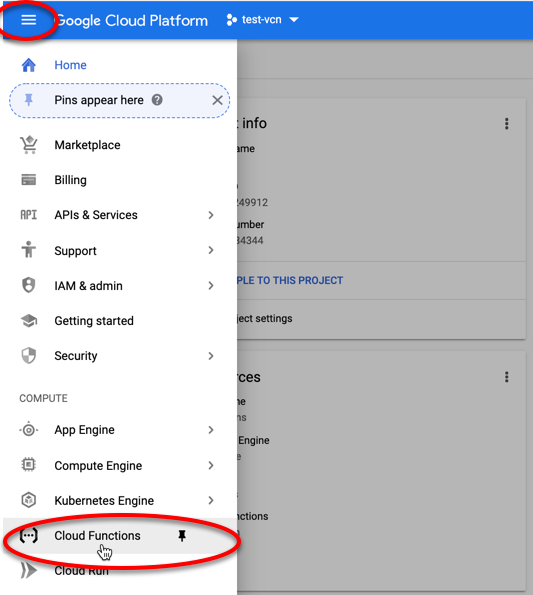 Google Cloud Platform test-vcn
Home
Pins appear here ?
Marketplace
Billing
API APIs & Services
Support
IAM & admin
Getting started
Security
COMPUTE
App Engine
Compute Engine
Kubernetes Engine
Cloud Functions
Cloud Run
t info
ame
249912
umber
34344
PLE TO THIS PROJECT
ject settings
rces
ne
ns
Engine
s
nctions